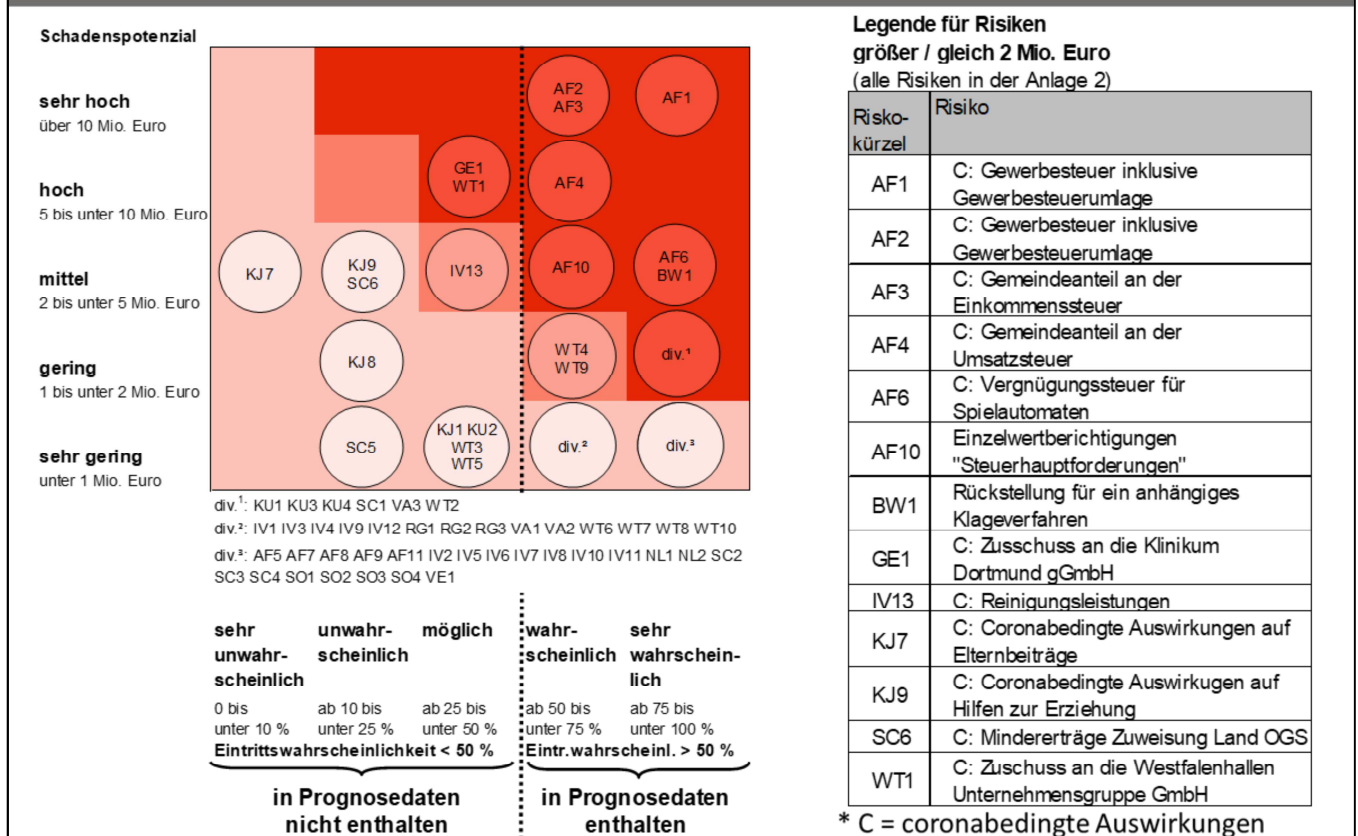 Schadenspotenzial
sehr hoch
über 10 Mio. Euro
hoch
5 bis unter 10 Mio. Euro
mittel
2 bis unter 5 Mio. Euro
gering
1 bis unter 2 Mio. Euro
sehr gering
unter 1 Mio. Euro
AF2
AF3
AF1
GE1
WT1
AF4
KJ7
KJ9
SC6
IV13
AF10
AF6
BW1
KJ8
WT4
WT9
div.¹
SC5
KJ1 KU2
WT3
WT5
div.²
div.³
div.¹: KU1 KU3 KU4 SC1 VA3 WT2
div.²: IV1 IV3 IV4 IV9 IV12 RG1 RG2 RG3 VA1 VA2 WT6 WT7 WT8 WT10
div.³: AF5 AF7 AF8 AF9 AF11 IV2 IV5 IV6 IV7 IV8 IV10 IV11 NL1 NL2 SC2
SC3 SC4 SO1 SO2 SO3 SO4 VE1
sehr
unwahr-
scheinlich
0 bis
unter 10 %
unwahr-
scheinlich
ab 10 bis
unter 25 %
möglich
ab 25 bis
unter 50 %
wahr-
scheinlich
ab 50 bis
unter 75 %
sehr
wahrschein-
lich
ab 75 bis
unter 100 %
Eintrittswahrscheinlichkeit < 50 %
Eintr.wahrscheinl. > 50 %
in Prognosedaten
nicht enthalten
in Prognosedaten
enthalten
Legende für Risiken
größer / gleich 2 Mio. Euro
(alle Risiken in der Anlage 2)
Risko-
kürzel
Risiko
AF1
C: Gewerbesteuer inklusive
Gewerbesteuerumlage
AF2
C: Gewerbesteuer inklusive
Gewerbesteuerumlage
AF3
C: Gemeindeanteil an der
Einkommenssteuer
AF4
C: Gemeindeanteil an der
Umsatzsteuer
AF6
C: Vergnügungssteuer für
Spielautomaten
AF10
Einzelwertberichtigungen
"Steuerhauptforderungen"
BW1
Rückstellung für ein anhängiges
Klageverfahren
GE1
C: Zusschuss an die Klinikum
Dortmund gGmbH
IV13
C: Reinigungsleistungen
KJ7
C: Coronabedingte Auswirkungen auf
Elternbeiträge
KJ9
C: Coronabedingte Auswirkugen auf
Hilfen zur Erziehung
SC6
C: Mindererträge Zuweisung Land OGS
WT1
C: Zuschuss an die Westfalenhallen
Unternehmensgruppe GmbH
* C = coronabedingte Auswirkungen